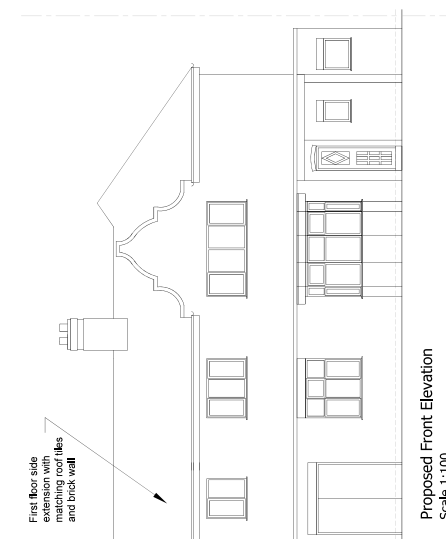 First floor side
extension with
matching roof tiles
and brick wall
Proposed Front Elevation
Scale 1:100